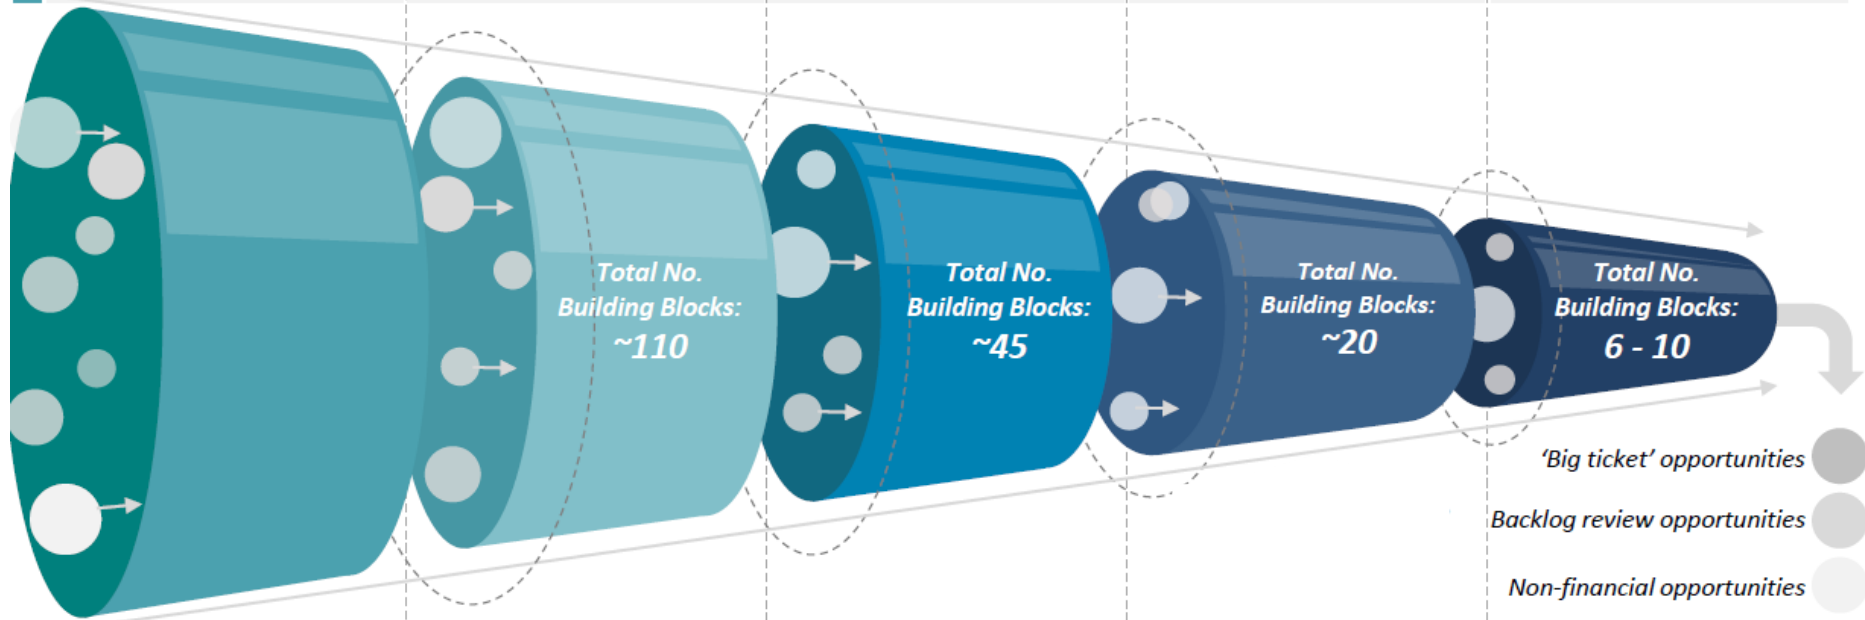 Total No.
Building Blocks:
~110
Total No.
Building Blocks:
~45
Total No.
Building Blocks:
~20
Total No.
Building Blocks:
6 - 10
‘Big ticket’ opportunities
Backlog review opportunities
Non-financial opportunities